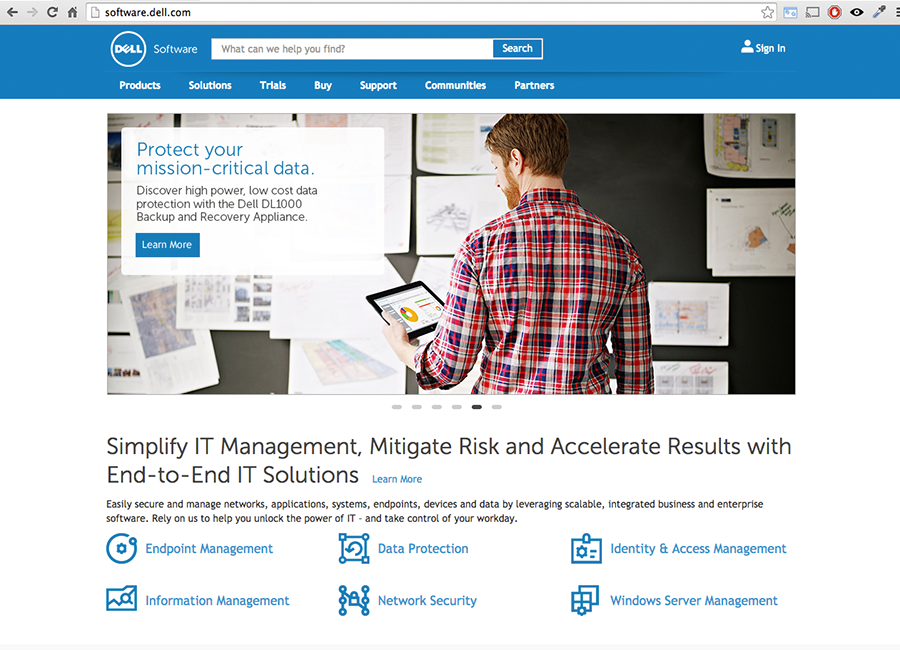 software.dell.com
DELL Software
What can we help you find?
Search
Sign In
Products Solutions Trials Buy Support Communities Partners
Protect your
mission-critical data.
Discover high power, low cost data
protection with the Dell DL1000
Backup and Recovery Appliance.
Learn More
Simplify IT Management, Mitigate Risk and Accelerate Results with
End-to-End IT Solutions Learn More
Easily secure and manage networks, applications, systems, endpoints, devices and data by leveraging scalable, integrated business and enterprise
software. Rely on us to help you unlock the power of IT - and take control of your workday.
Endpoint Management
Data Protection
Identity & Access Management
Information Management
Network Security
Windows Server Management